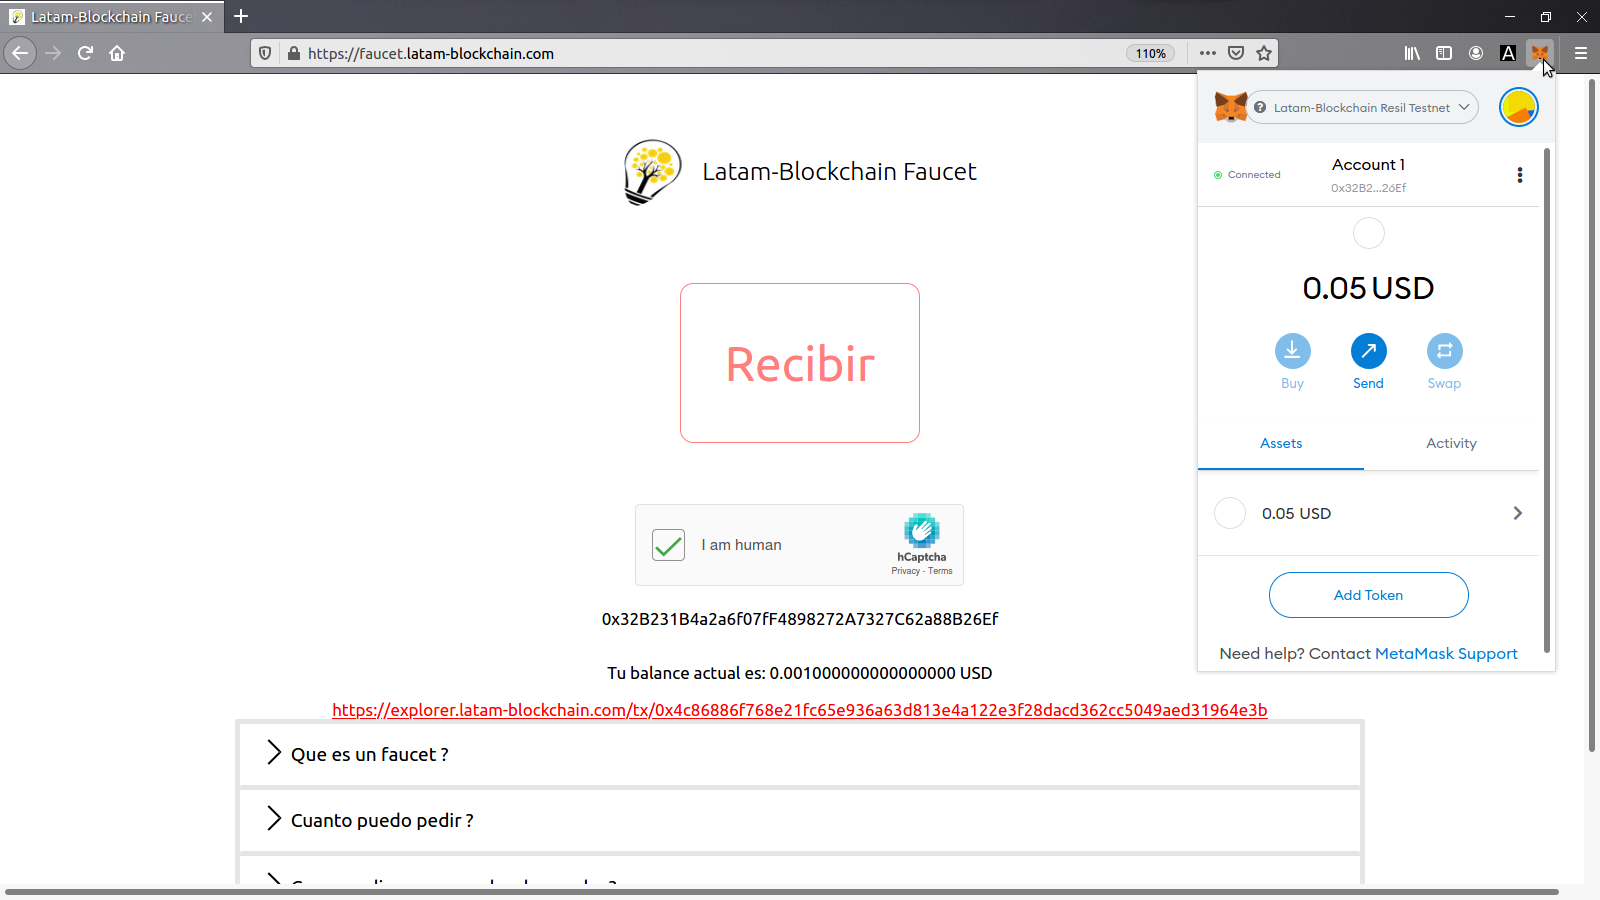 Latam-Blockchain Fauce
https://faucet.latam-blockchain.com
110%
A
Latam-Blockchain Faucet
Recibir
I am human
hCaptcha
Privacy - Terms
0x32B231B4a2a6f07fF4898272A7327C62a88B26Ef
Tu balance actual es: 0.001000000000000000 USD
https://explorer.latam-blockchain.com/tx/0x4c86886f768e21fc65e936a63d813e4a122e3f28dacd362cc5049aed31964e3b
Que es un faucet ?
Cuanto puedo pedir ?
? Latam-Blockchain Resil Testnet
Connected
Account 1
0x32B2...26Ef
0.05 USD
Buy
Send
Swap
Assets
Activity
0.05 USD
Add Token
Need help? Contact MetaMask Support